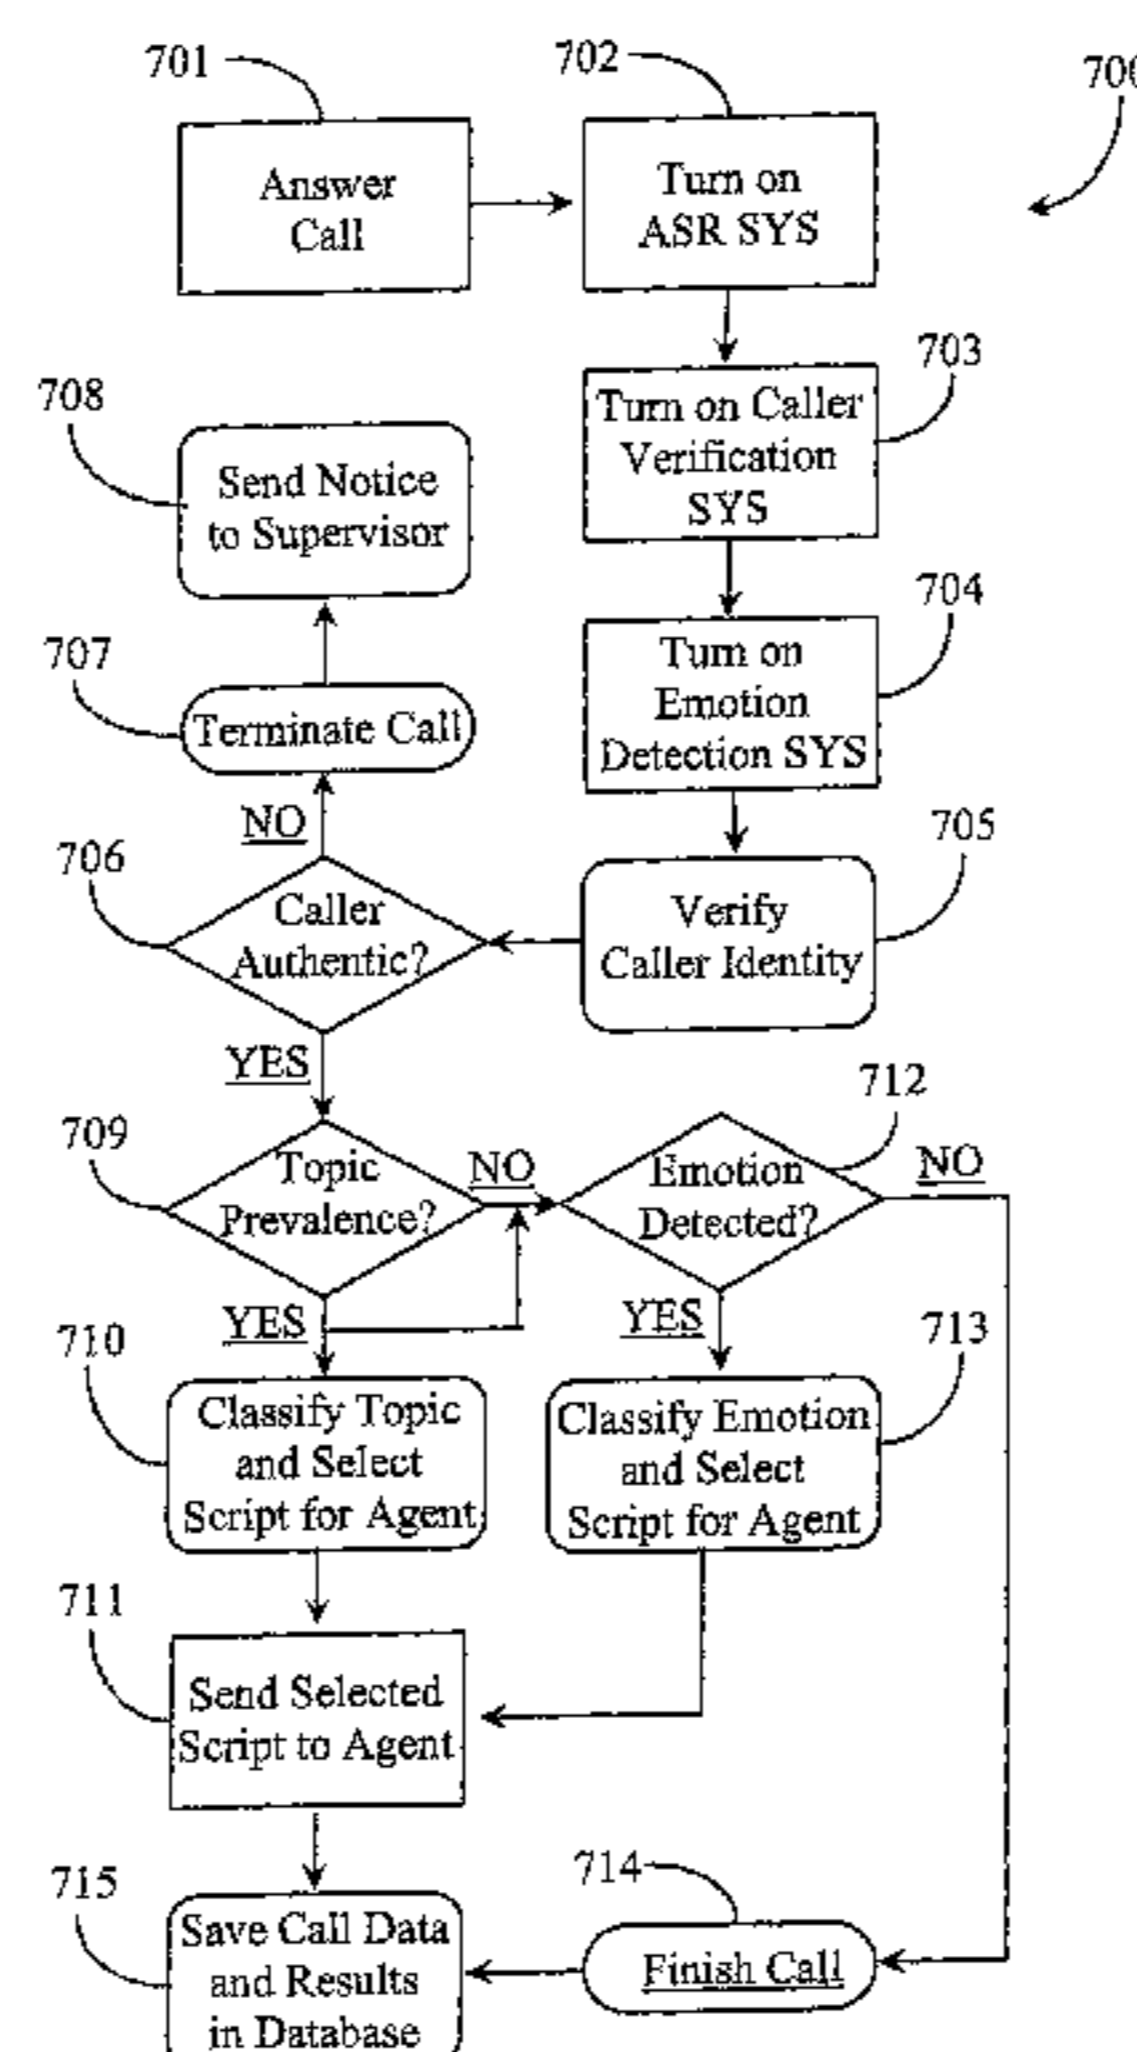 701
702
700
Answer
Call
Turn on
ASR SYS
703
Turn on Caller
Verification
SYS
708
Send Notice
to Supervisor
704
Turn on
Emotion
Detection SYS
707
Terminate Call
NO
705
Verify
Caller Identity
706
Caller
Authentic?
YES
709
Topic
Prevalence?
NO
712
Emotion
Detected?
NO
YES
YES
710
Classify Topic
and Select
Script for Agent
713
Classify Emotion
and Select
Script for Agent
711
Send Selected
Script to Agent
714
Finish Call
715
Save Call Data
and Results
in Database